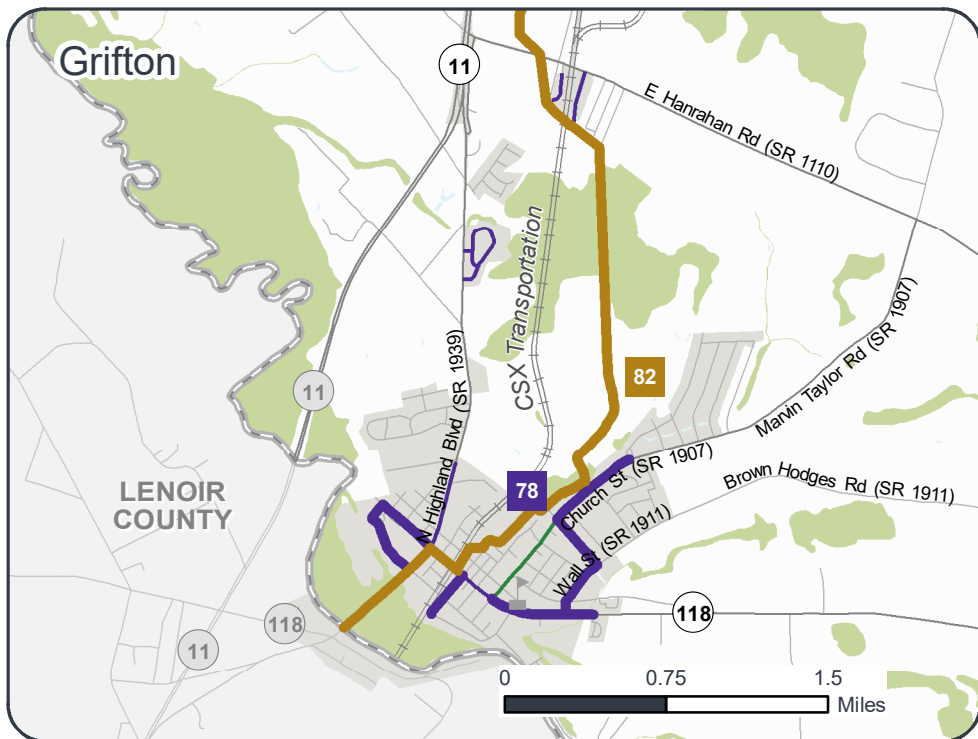 Grifton
11
E Hanrahan Rd (SR 1110)
CSX Transportation
Marvin Taylor Rd (SR 1907)
82
11
N Highland Blvd (SR 1939)
LENOIR
COUNTY
78
Church St (SR 1907)
Brown Hodges Rd (SR 1911)
Wall St (SR 1911)
118
118
11
0 0.75 1.5
Miles